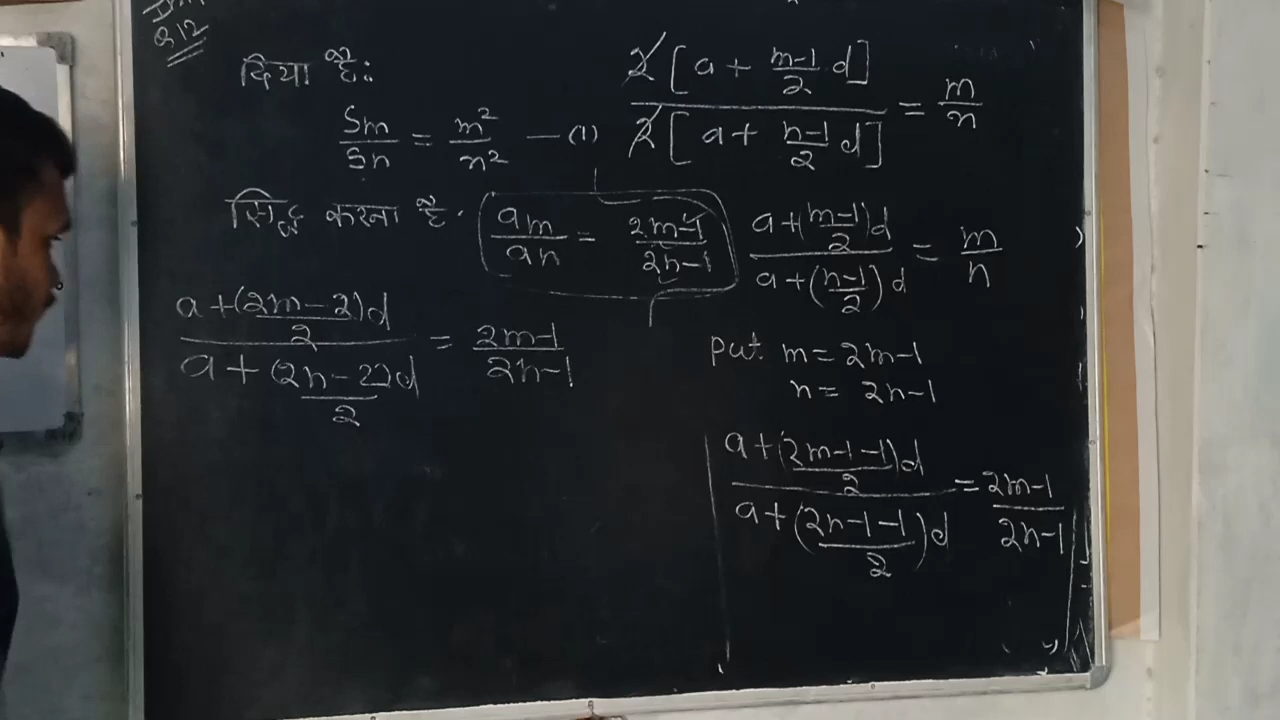 Q12
दिया है:
Sm/Sn = m²/n² — (1)
सिद्ध करना है. am/an = 2m-1/2n-1
a+(2m-2)d/2 / a+(2n-2)d/2 = 2m-1/2n-1
2[a + m-1/2 d] / 2[a + n-1/2 d] = m/n
a+(m-1/2)d / a+(n-1/2)d = m/n
put m = 2m-1
n = 2n-1
a+(2m-1-1/2)d / a+(2n-1-1/2)d = 2m-1/2n-1